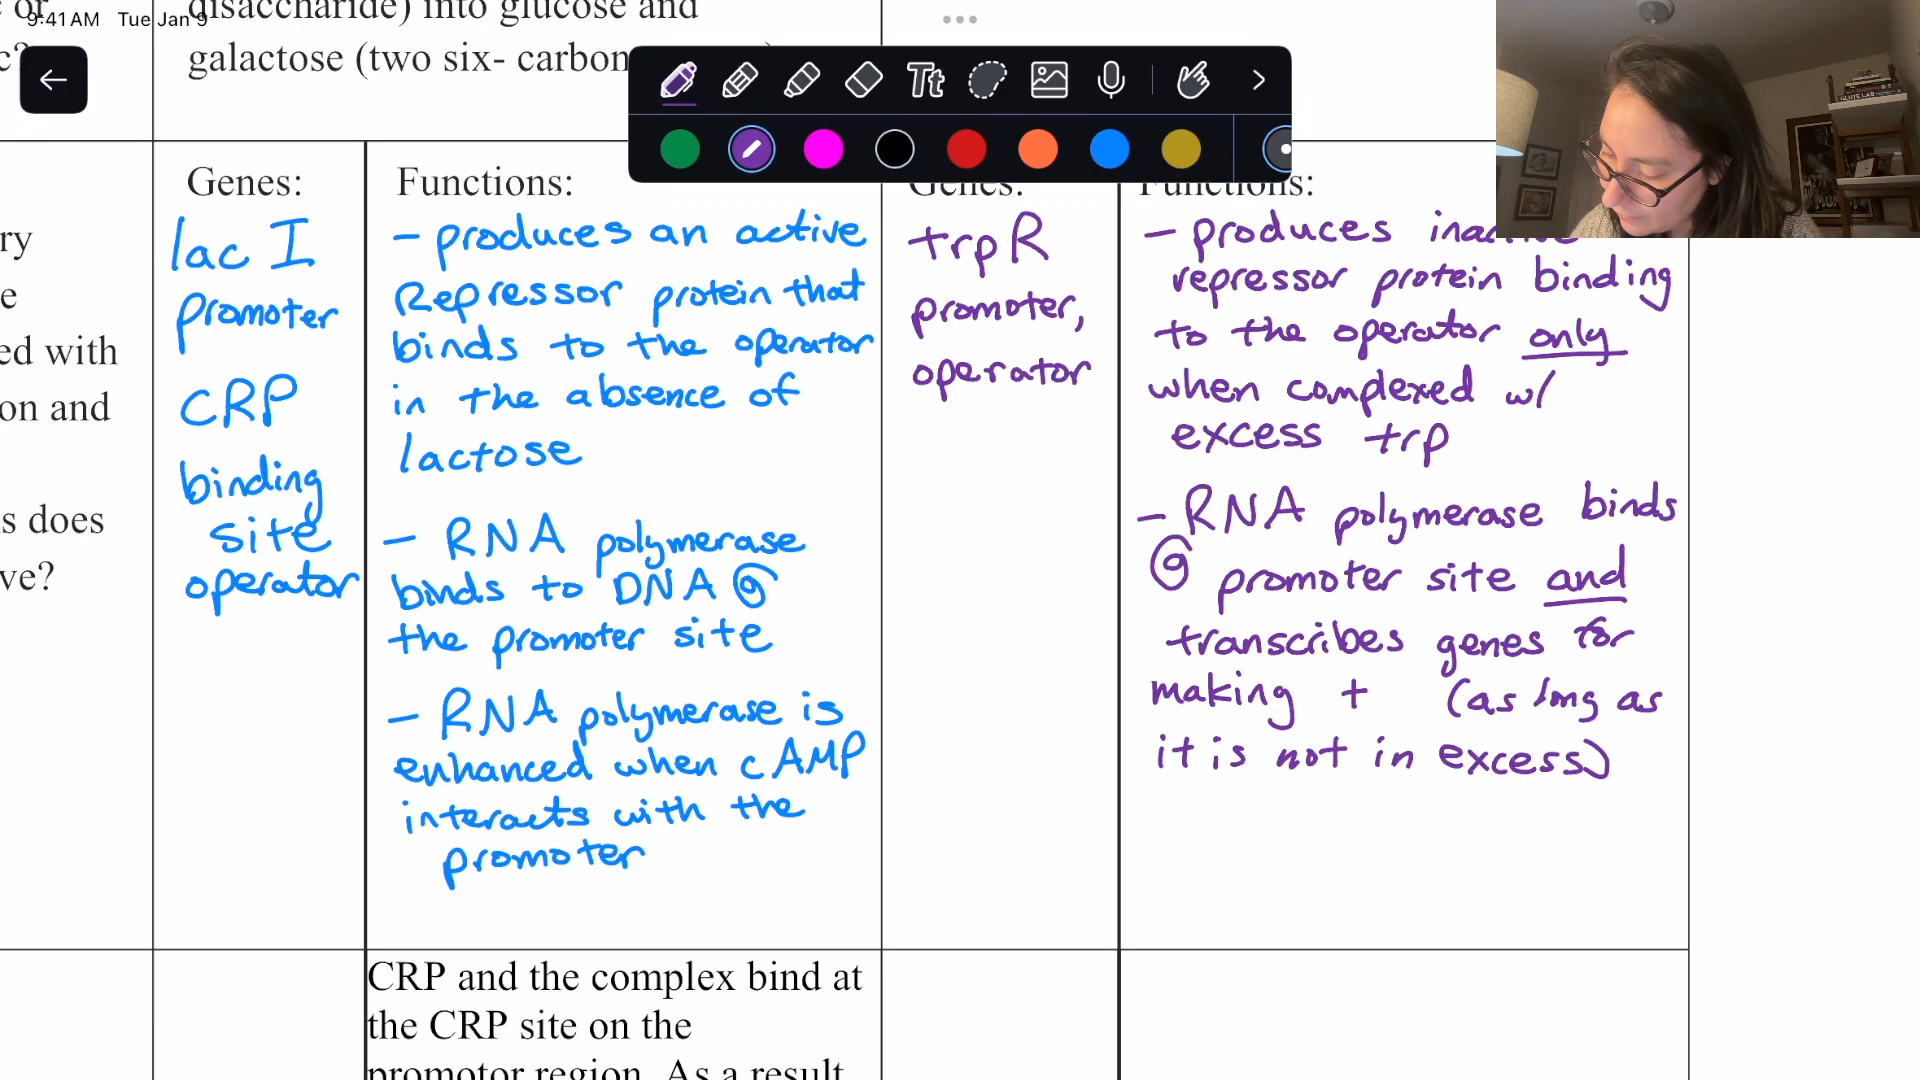 9:41 AM Tue Jan 9
disaccharide) into glucose and
galactose (two six- carbon
ry
e
ed with
on and
s does
ve?
Genes:
lac I
promoter
CRP
binding
site
operator
Functions:
- produces an active
Repressor protein that
binds to the operator
in the absence of
lactose
- RNA polymerase
binds to DNA @
the promoter site
- RNA polymerase is
enhanced when cAMP
interacts with the
promoter
CRP and the complex bind at
the CRP site on the
promotor region. As a result
Genes:
trpR
promoter,
operator
Functions:
- produces inactive
repressor protein binding
to the operator only
when complexed w/
excess trp
- RNA polymerase binds
@ promoter site and
transcribes genes for
making t (as long as
it is not in excess)
Tt
GLUTE LAB